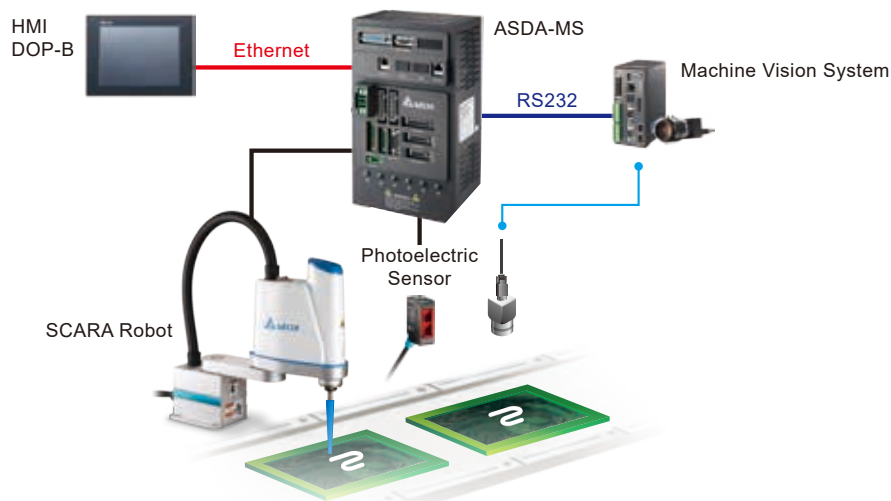 HMI
DOP-B
Ethernet
ASDA-MS
Machine Vision System
RS232
Photoelectric
Sensor
SCARA Robot